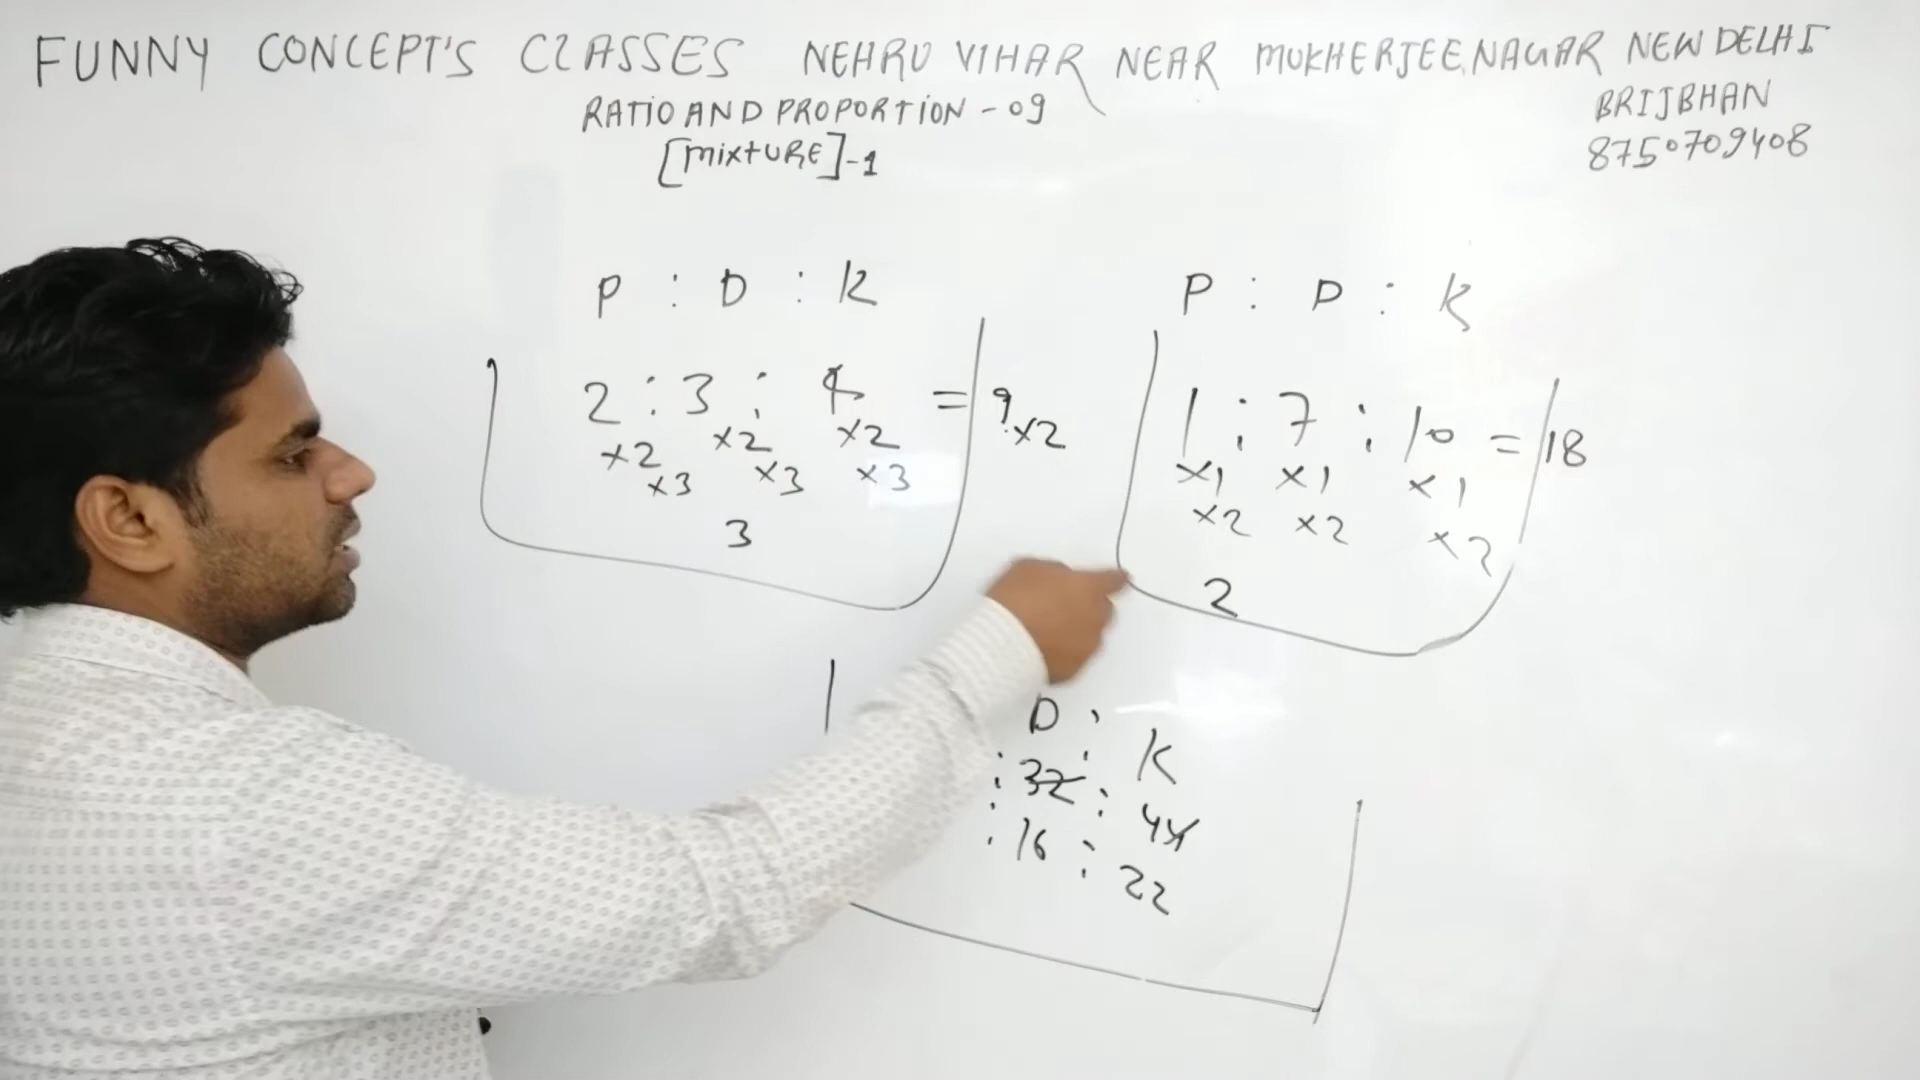 FUNNY CONCEPT'S CLASSES NEHRU VIHAR NEAR MUKHERJEE NAGAR NEW DELHI
RATIO AND PROPORTION - 09
BRIJBHAN
[MIXTURE]-1
8750709408
P : D : K
2 : 3 : 4 = 9 ×2
×2 ×2 ×2
×3 ×3 ×3
3
P : D : K
1 : 7 : 10 = 18
×1 ×1 ×1
×2 ×2 ×2
2
D : K
: 32 : 44
: 16 : 22